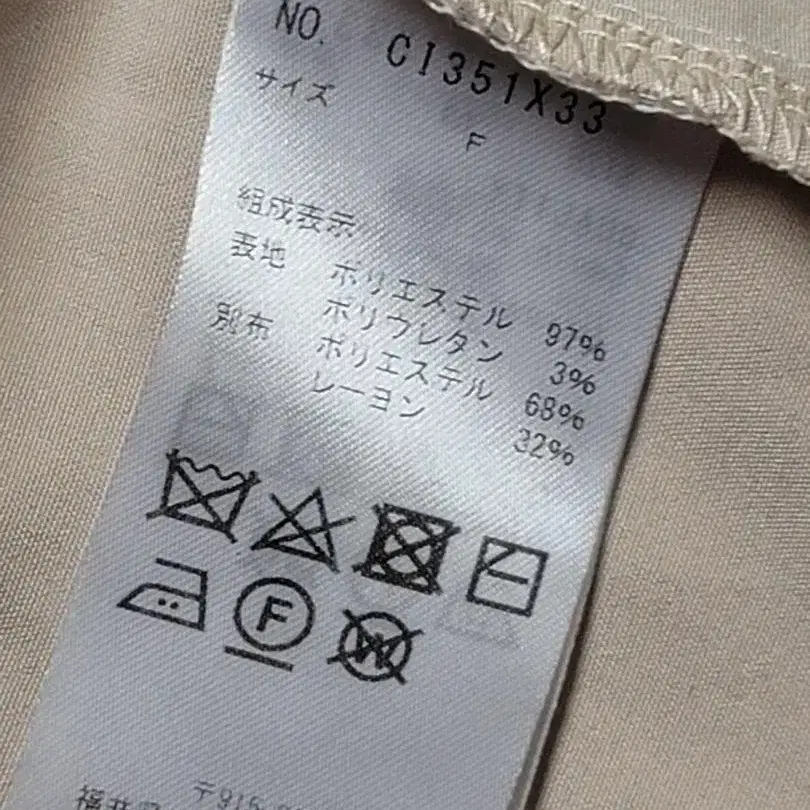 NO. C1351X33
サイズ
F
組成表示
表地 ポリエステル 97%
ポリウレタン 3%
別布 ポリエステル 68%
レーヨン 32%
F
W
〒915-